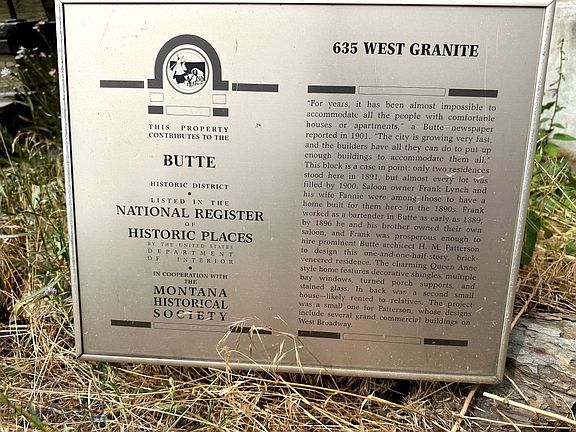 THIS PROPERTY
CONTRIBUTES TO THE
BUTTE
HISTORIC DISTRICT
LISTED IN THE
NATIONAL REGISTER
OF
HISTORIC PLACES
BY THE UNITED STATES
DEPARTMENT
OF INTERIOR
IN COOPERATION WITH
THE
MONTANA
HISTORICAL
SOCIETY
635 WEST GRANITE
"For years, it has been almost impossible to
accommodate all the people with comfortable
houses or apartments," a Butte newspaper
reported in 1901. "The city is growing very fast,
and the builders have all they can do to put up
enough buildings to accommodate them all."
This block is a case in point: only two residences
stood here in 1891, but almost every lot was
filled by 1900. Saloon owner Frank Lynch and
his wife Fannie were among those to have a
home built for them here in the 1890s. Frank
worked as a bartender in Butte as early as 1889;
by 1896 he and his brother owned their own
saloon, and Frank was prosperous enough to
hire prominent Butte architect H. M. Patterson
to design this one-and-one-half-story, brick-
veneered residence. The charming Queen Anne
style home features decorative shingles, multiple
bay windows, turned porch supports, and
stained glass. In back was a second small
house—likely rented to relatives. The project
was a small one for Patterson, whose designs
include several grand commercial buildings on
West Broadway.